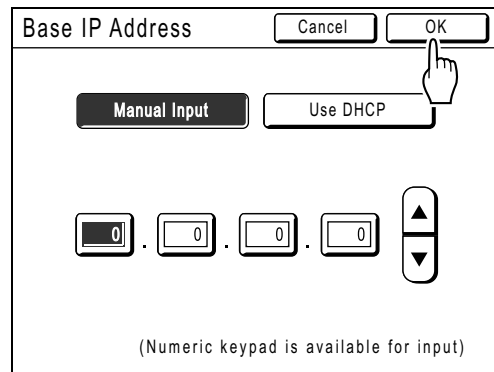 Base IP Address Cancel OK
Manual Input Use DHCP
0 . 0 . 0 . 0
(Numeric keypad is available for input)